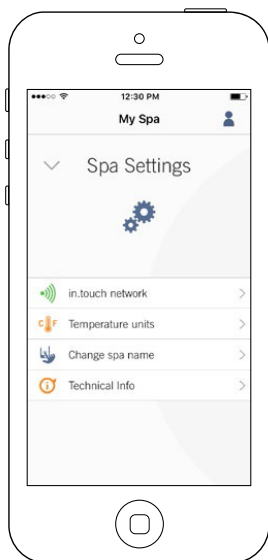 12:30 PM
My Spa
Spa Settings
in.touch network
C F Temperature units
Change spa name
Technical Info